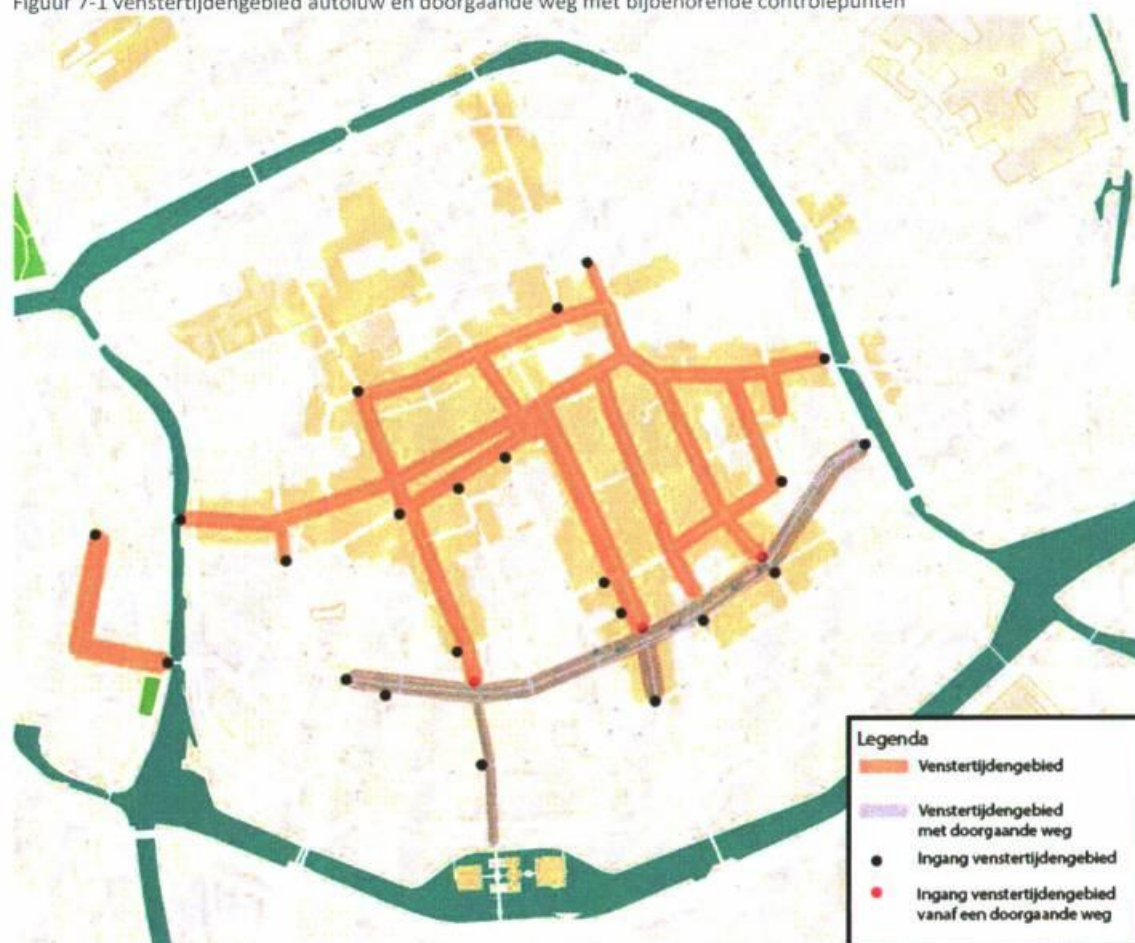 Figuur 7-1 venstertijdengebied autoluw en doorgaande weg met bijbehorende controlepunten
Legenda
Venstertijdengebied
Venstertijdengebied
met doorgaande weg
Ingang venstertijdengebied
Ingang venstertijdengebied
vanaf een doorgaande weg